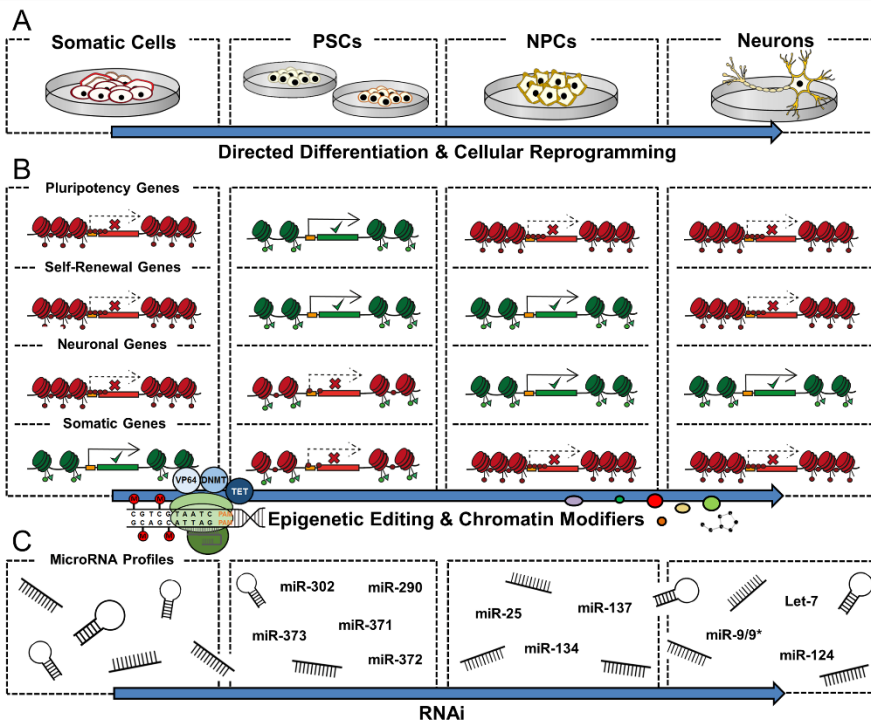 A
Somatic Cells
PSCs
NPCs
Neurons
Directed Differentiation & Cellular Reprogramming
B
Pluripotency Genes
Self-Renewal Genes
Neuronal Genes
Somatic Genes
VP64
DNMT
TET
M
M
C G T C G T A A T C PAM
G C A G C A T T A G PAM
M
M
Epigenetic Editing & Chromatin Modifiers
C
MicroRNA Profiles
miR-302
miR-290
miR-371
miR-373
miR-372
miR-25
miR-137
miR-134
Let-7
miR-9/9*
miR-124
RNAi